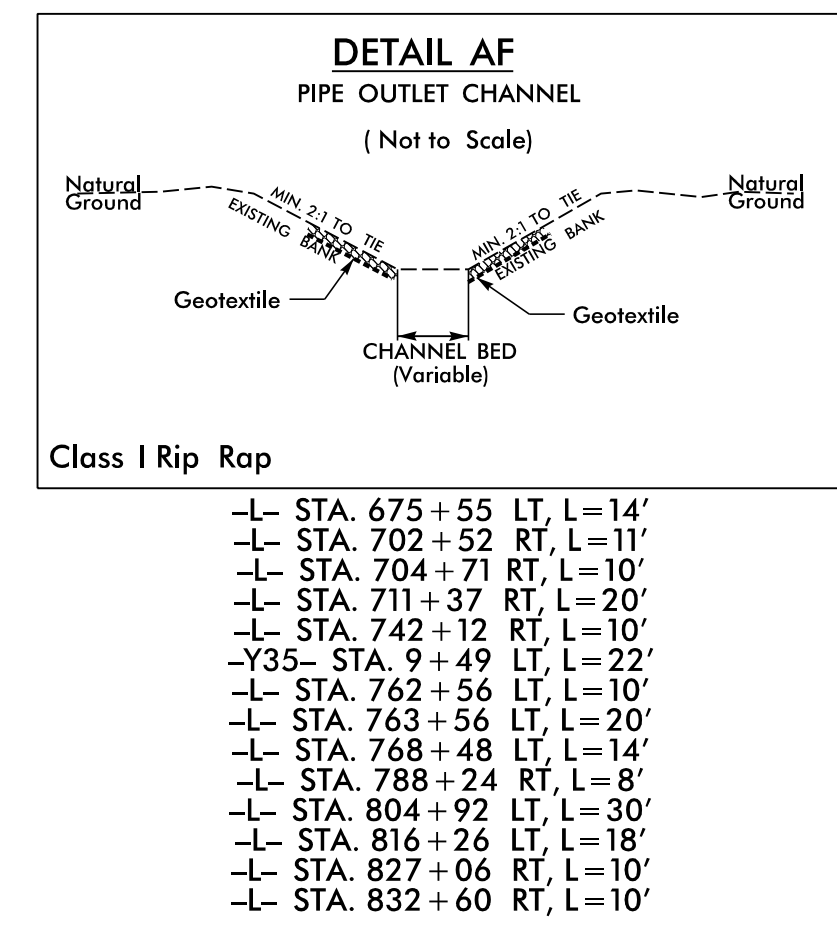 DETAIL AF
PIPE OUTLET CHANNEL
( Not to Scale)
Natural
Ground
MIN. 2:1 TO TIE
EXISTING BANK
Geotextile
Natural
Ground
MIN. 2:1 TO TIE
EXISTING BANK
Geotextile
CHANNEL BED
(Variable)
Class I Rip Rap
-L- STA. 675+55 LT, L=14'
-L- STA. 702+52 RT, L=11'
-L- STA. 704+71 RT, L=10'
-L- STA. 711+37 RT, L=20'
-L- STA. 742+12 RT, L=10'
-Y35- STA. 9+49 LT, L=22'
-L- STA. 762+56 LT, L=10'
-L- STA. 763+56 LT, L=20'
-L- STA. 768+48 LT, L=14'
-L- STA. 788+24 RT, L=8'
-L- STA. 804+92 LT, L=30'
-L- STA. 816+26 LT, L=18'
-L- STA. 827+06 RT, L=10'
-L- STA. 832+60 RT, L=10'